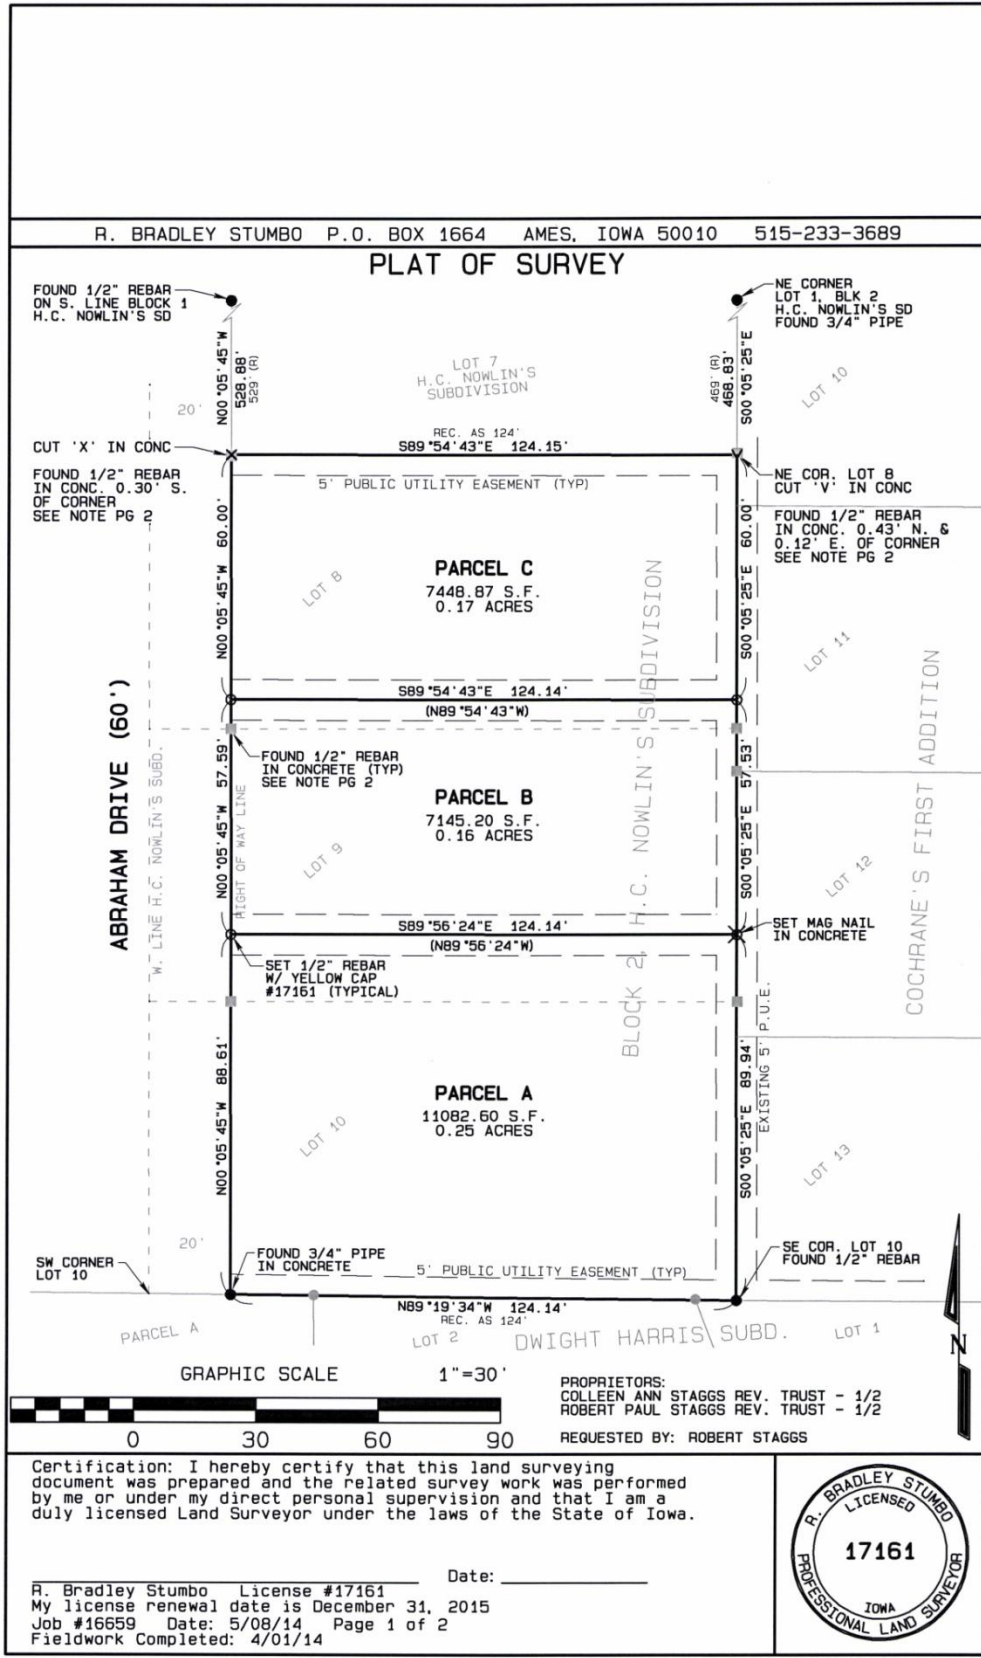 R. BRADLEY STUMBO P.O. BOX 1664 AMES, IOWA 50010 515-233-3689
PLAT OF SURVEY
FOUND 1/2" REBAR
ON S. LINE BLOCK 1
H.C. NOWLIN'S SD
NE CORNER
LOT 1, BLK 2
H.C. NOWLIN'S SD
FOUND 3/4" PIPE
N00°05'45"W
528.88'
529' (R)
LOT 7
H.C. NOWLIN'S
SUBDIVISION
469' (R)
468.83'
S00°05'25"E
LOT 10
20'
CUT 'X' IN CONC
REC. AS 124'
S89°54'43"E 124.15'
FOUND 1/2" REBAR
IN CONC. 0.30' S.
OF CORNER
SEE NOTE PG 2
5' PUBLIC UTILITY EASEMENT (TYP)
NE COR. LOT 8
CUT 'V' IN CONC
FOUND 1/2" REBAR
IN CONC. 0.43' N. &
0.12' E. OF CORNER
SEE NOTE PG 2
N00°05'45"W 60.00'
LOT 8
PARCEL C
7448.87 S.F.
0.17 ACRES
S00°05'25"E 60.00'
LOT 11
S89°54'43"E 124.14'
(N89°54'43"W)
ABRAHAM DRIVE (60')
W. LINE H.C. NOWLIN'S SUBD.
N00°05'45"W 57.59'
RIGHT OF WAY LINE
FOUND 1/2" REBAR
IN CONCRETE (TYP)
SEE NOTE PG 2
PARCEL B
7145.20 S.F.
0.16 ACRES
LOT 9
BLOCK 2, H.C. NOWLIN'S SUBDIVISION
S00°05'25"E 57.53'
LOT 12
COCHRANE'S FIRST ADDITION
S89°56'24"E 124.14'
(N89°56'24"W)
SET MAG NAIL
IN CONCRETE
SET 1/2" REBAR
W/ YELLOW CAP
#17161 (TYPICAL)
N00°05'45"W 88.61'
PARCEL A
11082.60 S.F.
0.25 ACRES
LOT 10
S00°05'25"E 89.94'
EXISTING 5' P.U.E.
LOT 13
20'
SW CORNER
LOT 10
FOUND 3/4" PIPE
IN CONCRETE
5' PUBLIC UTILITY EASEMENT (TYP)
SE COR. LOT 10
FOUND 1/2" REBAR
N89°19'34"W 124.14'
REC. AS 124'
PARCEL A
LOT 2
DWIGHT HARRIS SUBD.
LOT 1
N
GRAPHIC SCALE 1"=30'
0 30 60 90
PROPRIETORS:
COLLEEN ANN STAGGS REV. TRUST - 1/2
ROBERT PAUL STAGGS REV. TRUST - 1/2
REQUESTED BY: ROBERT STAGGS
Certification: I hereby certify that this land surveying
document was prepared and the related survey work was performed
by me or under my direct personal supervision and that I am a
duly licensed Land Surveyor under the laws of the State of Iowa.
Date:
R. Bradley Stumbo License #17161
My license renewal date is December 31, 2015
Job #16659 Date: 5/08/14 Page 1 of 2
Fieldwork Completed: 4/01/14
R. BRADLEY STUMBO
LICENSED
17161
IOWA
PROFESSIONAL LAND SURVEYOR